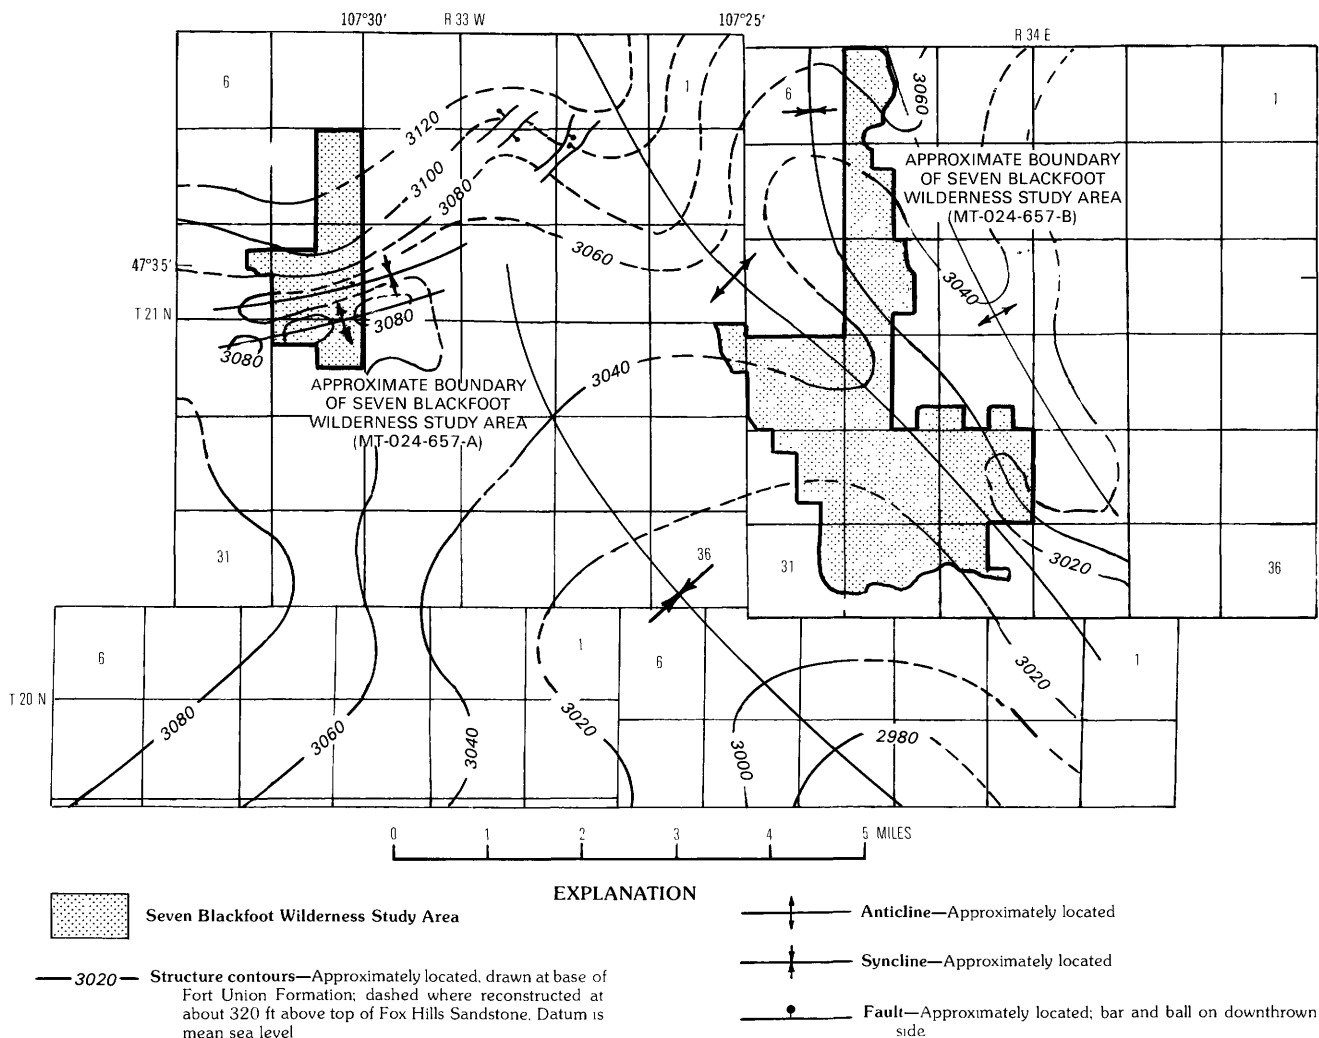 107°30′ R 33 W 107°25′
R 34 E
6
1
6
1
3060
3120
3100
3080
APPROXIMATE BOUNDARY
OF SEVEN BLACKFOOT
WILDERNESS STUDY AREA
(MT-024-657-B)
3060
47°35′
3040
T 21 N
3080
3080
3040
APPROXIMATE BOUNDARY
OF SEVEN BLACKFOOT
WILDERNESS STUDY AREA
(MT-024-657-A)
31
36
31
3020
36
6
1
6
3020
1
T 20 N
3080
3060
3040
3020
3000
2980
0 1 2 3 4 5 MILES
EXPLANATION
Seven Blackfoot Wilderness Study Area
3020 Structure contours—Approximately located, drawn at base of
Fort Union Formation; dashed where reconstructed at
about 320 ft above top of Fox Hills Sandstone. Datum is
mean sea level
Anticline—Approximately located
Syncline—Approximately located
Fault—Approximately located; bar and ball on downthrown
side